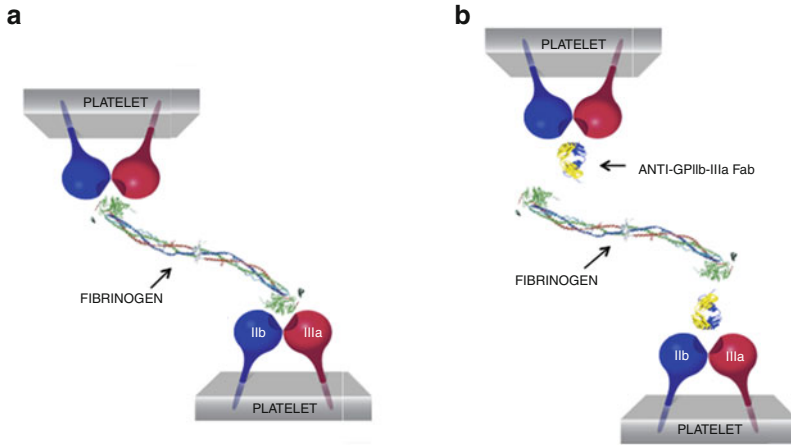 a
PLATELET
FIBRINOGEN
IIb
IIIa
PLATELET
b
PLATELET
ANTI-GPIIb-IIIa Fab
FIBRINOGEN
IIb
IIIa
PLATELET